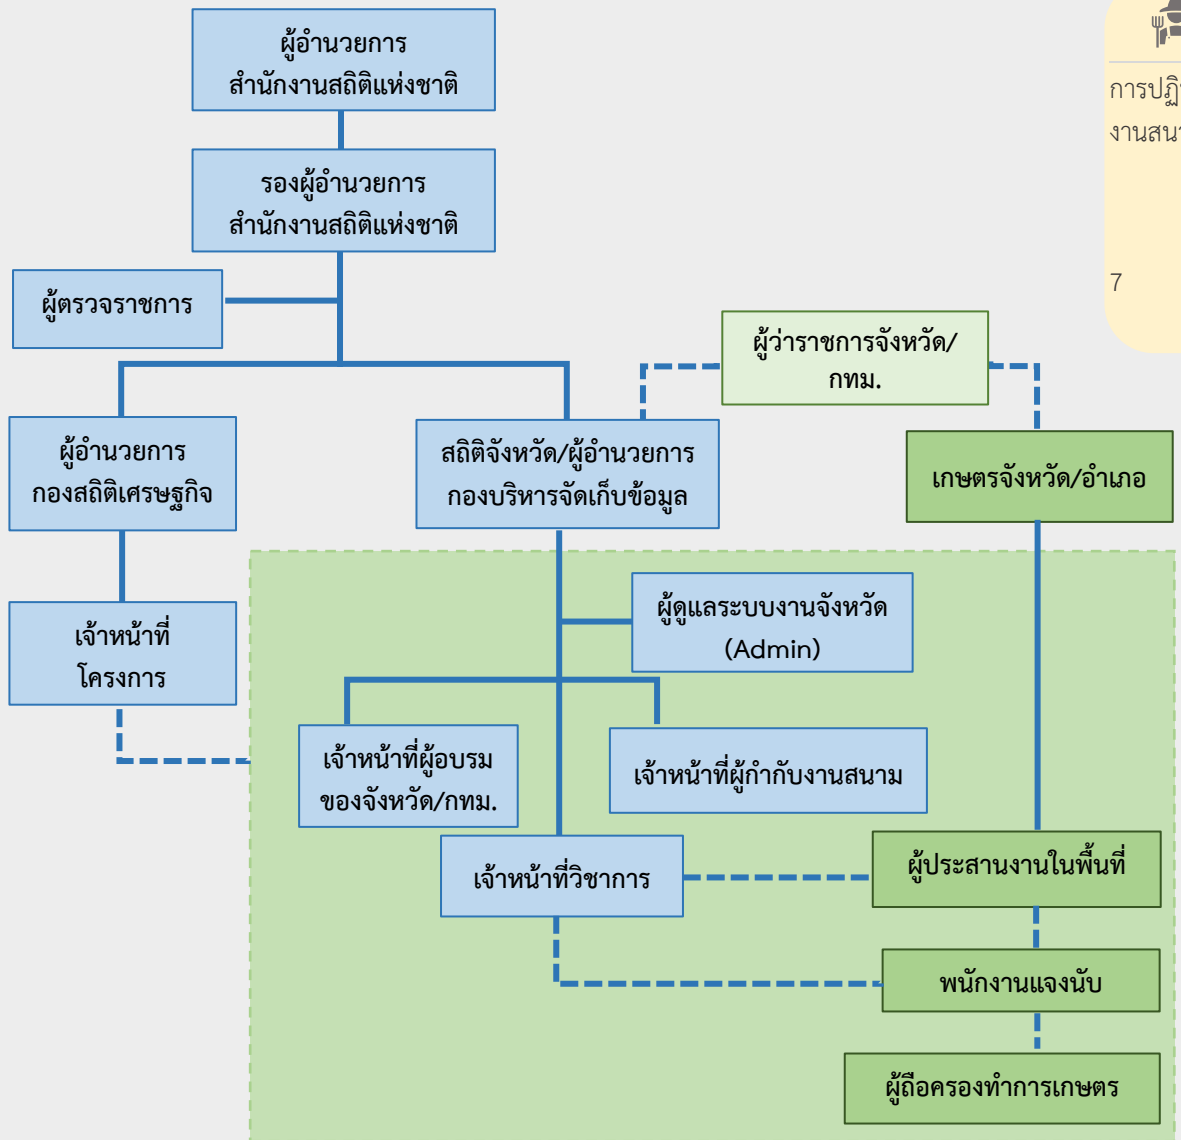 ผู้อำนวยการ
สำนักงานสถิติแห่งชาติ
รองผู้อำนวยการ
สำนักงานสถิติแห่งชาติ
ผู้ตรวจราชการ
ผู้ว่าราชการจังหวัด/
กทม.
ผู้อำนวยการ
กองสถิติเศรษฐกิจ
สถิติจังหวัด/ผู้อำนวยการ
กองบริหารจัดเก็บข้อมูล
เกษตรจังหวัด/อำเภอ
เจ้าหน้าที่
โครงการ
ผู้ดูแลระบบงานจังหวัด
(Admin)
เจ้าหน้าที่ผู้อบรม
ของจังหวัด/กทม.
เจ้าหน้าที่ผู้กำกับงานสนาม
เจ้าหน้าที่วิชาการ
ผู้ประสานงานในพื้นที่
พนักงานแจงนับ
ผู้ถือครองทำการเกษตร
7